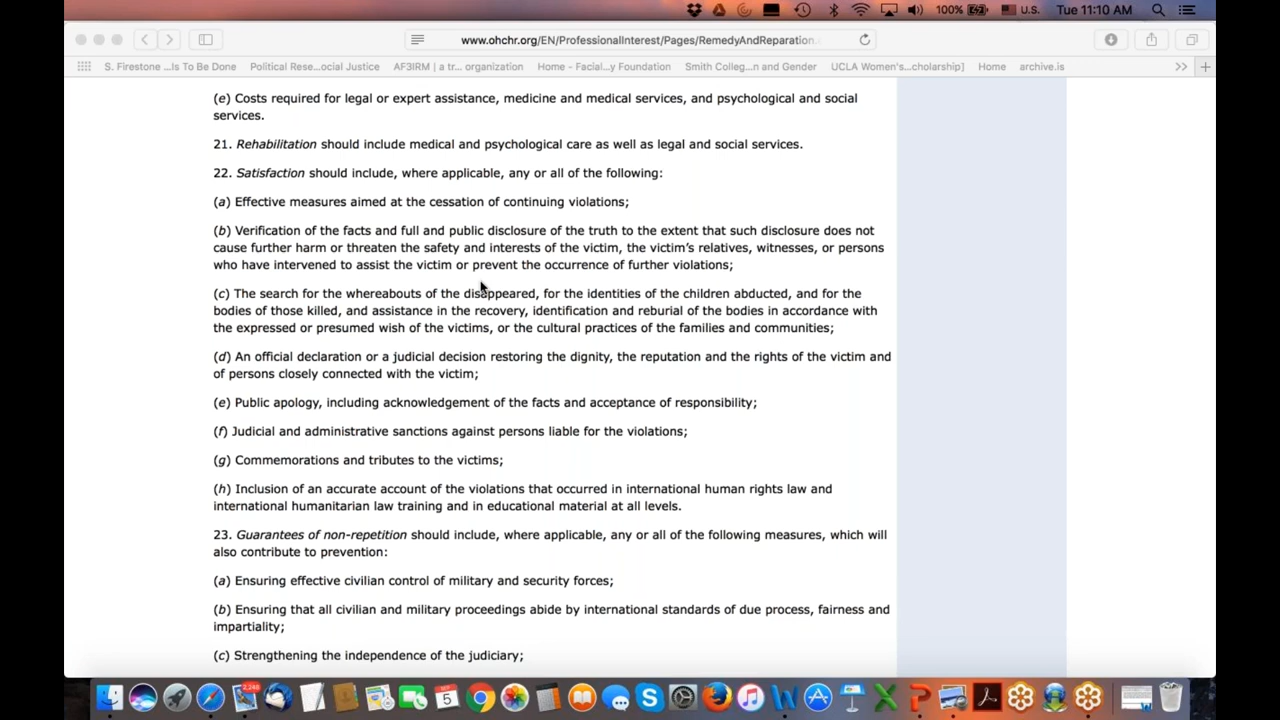 100% U.S. Tue 11:10 AM
www.ohchr.org/EN/ProfessionalInterest/Pages/RemedyAndReparation.
S. Firestone ...Is To Be Done Political Rese...ocial Justice AF3IRM | a tr... organization Home - Facial...y Foundation Smith Colleg...n and Gender UCLA Women's...cholarship] Home archive.is
(e) Costs required for legal or expert assistance, medicine and medical services, and psychological and social
services.
21. Rehabilitation should include medical and psychological care as well as legal and social services.
22. Satisfaction should include, where applicable, any or all of the following:
(a) Effective measures aimed at the cessation of continuing violations;
(b) Verification of the facts and full and public disclosure of the truth to the extent that such disclosure does not
cause further harm or threaten the safety and interests of the victim, the victim's relatives, witnesses, or persons
who have intervened to assist the victim or prevent the occurrence of further violations;
(c) The search for the whereabouts of the disappeared, for the identities of the children abducted, and for the
bodies of those killed, and assistance in the recovery, identification and reburial of the bodies in accordance with
the expressed or presumed wish of the victims, or the cultural practices of the families and communities;
(d) An official declaration or a judicial decision restoring the dignity, the reputation and the rights of the victim and
of persons closely connected with the victim;
(e) Public apology, including acknowledgement of the facts and acceptance of responsibility;
(f) Judicial and administrative sanctions against persons liable for the violations;
(g) Commemorations and tributes to the victims;
(h) Inclusion of an accurate account of the violations that occurred in international human rights law and
international humanitarian law training and in educational material at all levels.
23. Guarantees of non-repetition should include, where applicable, any or all of the following measures, which will
also contribute to prevention:
(a) Ensuring effective civilian control of military and security forces;
(b) Ensuring that all civilian and military proceedings abide by international standards of due process, fairness and
impartiality;
(c) Strengthening the independence of the judiciary;